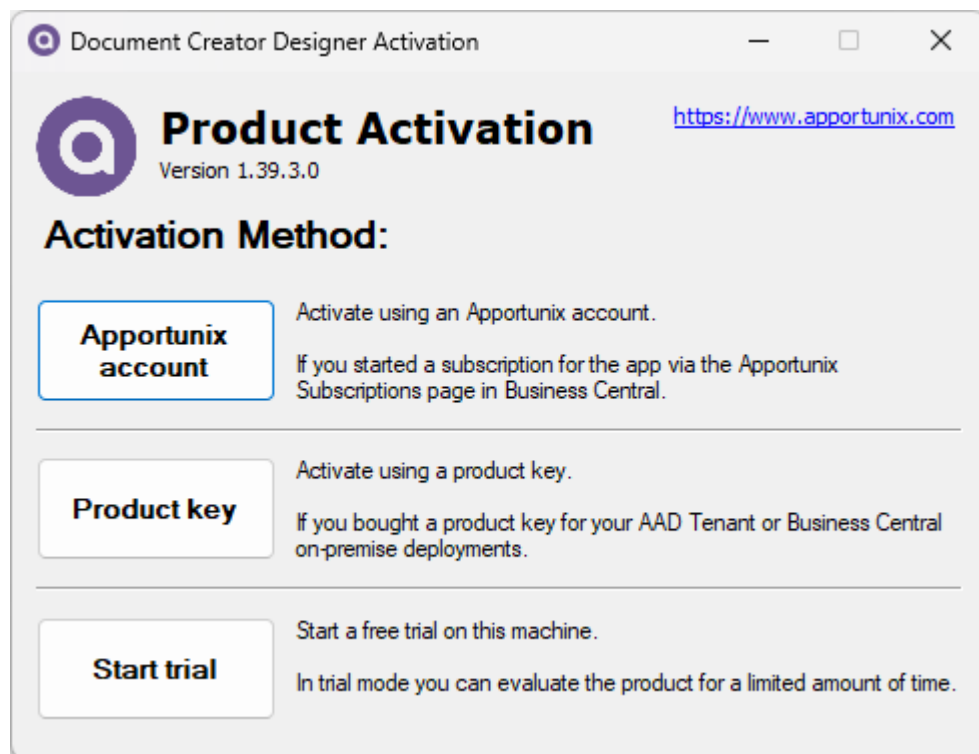 Document Creator Designer Activation
Product Activation
https://www.apportunix.com
Version 1.39.3.0
Activation Method:
Apportunix
account
Activate using an Apportunix account.
If you started a subscription for the app via the Apportunix
Subscriptions page in Business Central.
Product key
Activate using a product key.
If you bought a product key for your AAD Tenant or Business Central
on-premise deployments.
Start trial
Start a free trial on this machine.
In trial mode you can evaluate the product for a limited amount of time.